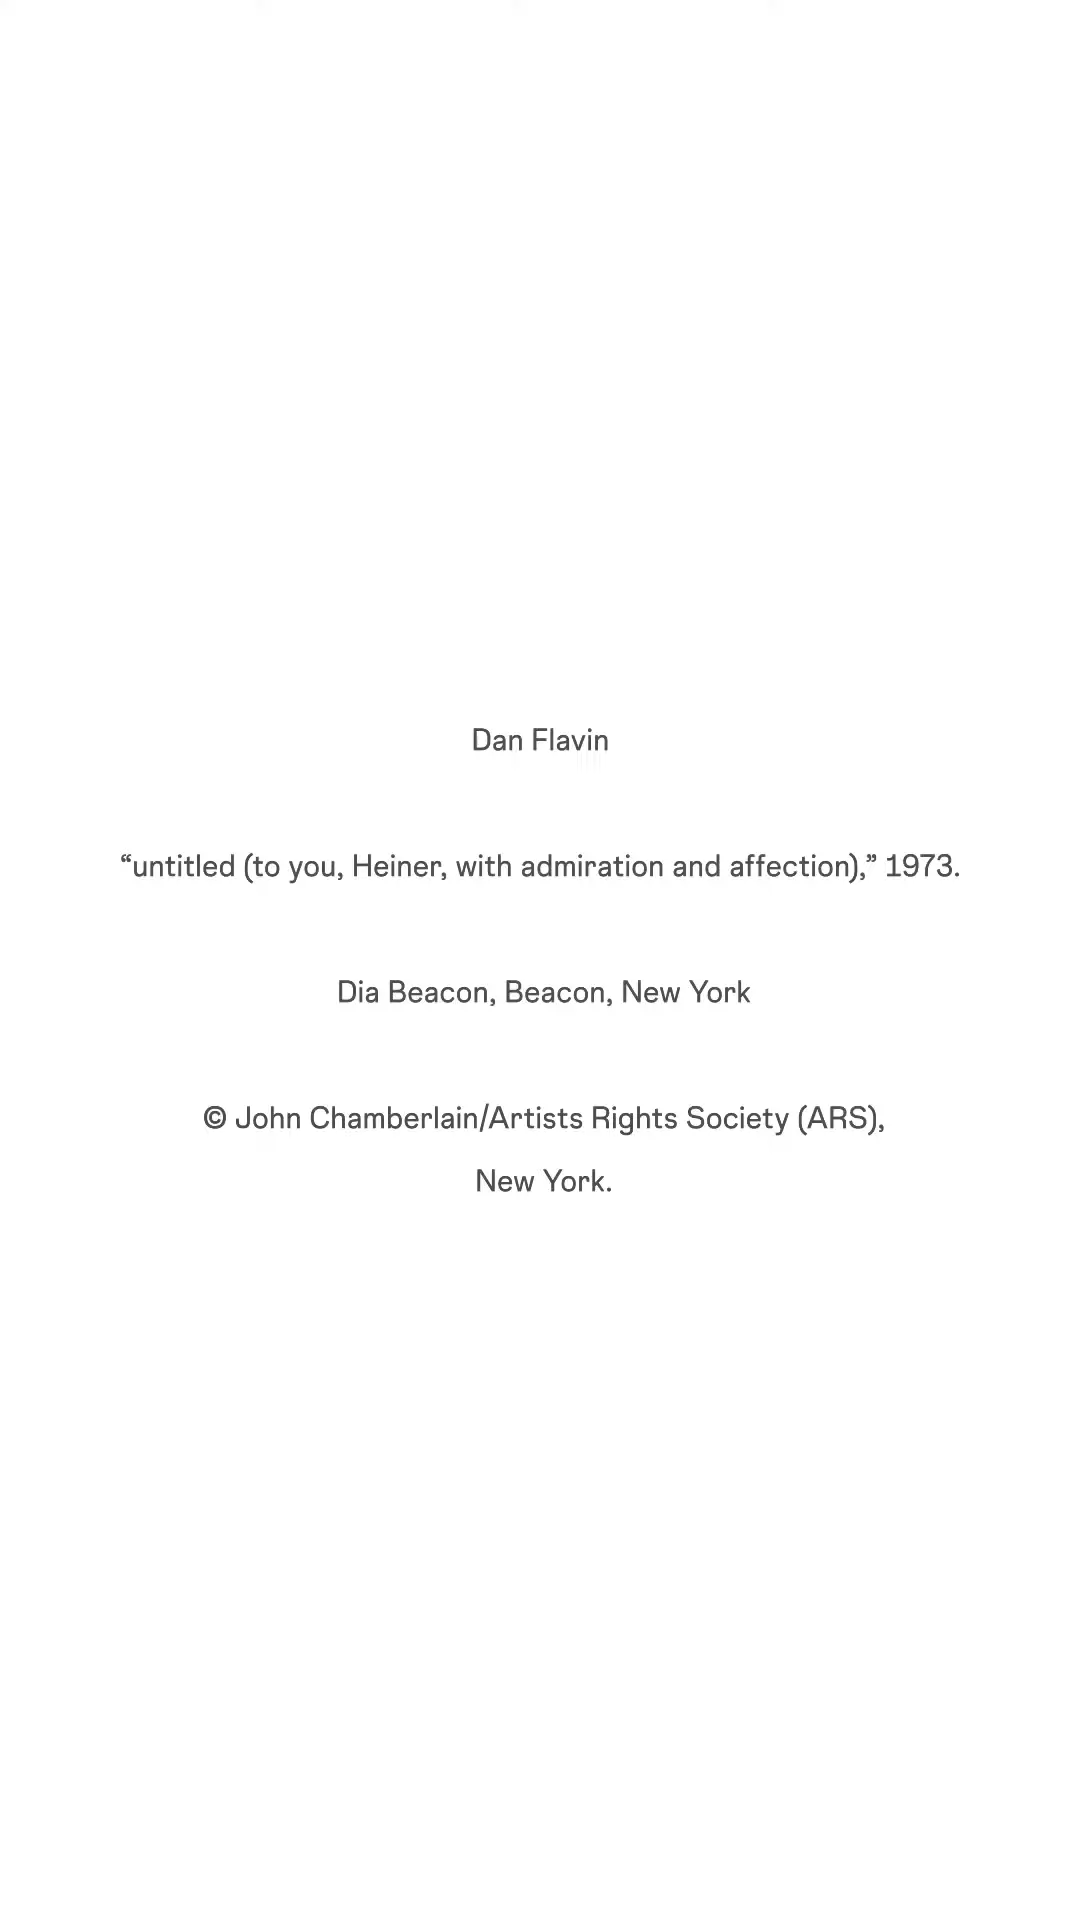 Dan Flavin
“untitled (to you, Heiner, with admiration and affection),” 1973.
Dia Beacon, Beacon, New York
© John Chamberlain/Artists Rights Society (ARS),
New York.